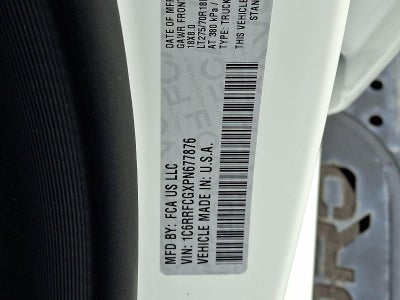 DATE OF MF
GAWR FRONT
18X8.0
LT275/70R18
AT 380 kPa /
TYPE: TRUCK
THIS VEHICLE
STAN
MFD BY: FCA US LLC
VIN: 1C6RRFCGXPN677876
VEHICLE MADE IN: U.S.A.